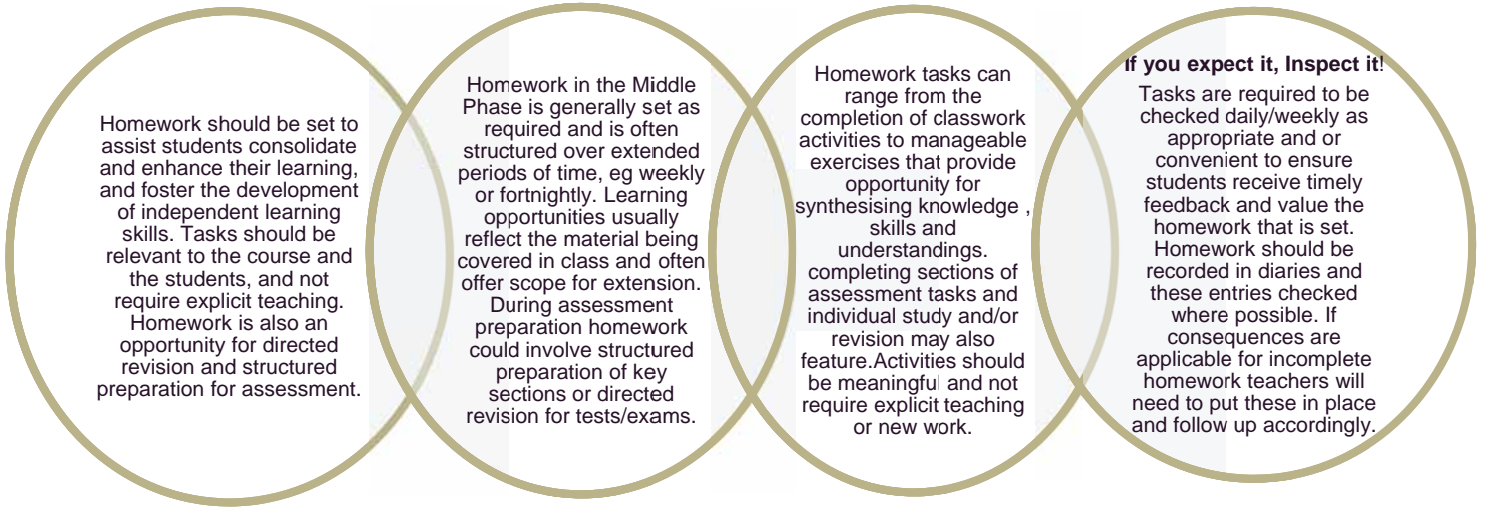 Homework should be set to
assist students consolidate
and enhance their learning,
and foster the development
of independent learning
skills. Tasks should be
relevant to the course and
the students, and not
require explicit teaching.
Homework is also an
opportunity for directed
revision and structured
preparation for assessment.
Homework in the Middle
Phase is generally set as
required and is often
structured over extended
periods of time, eg weekly
or fortnightly. Learning
opportunities usually
reflect the material being
covered in class and often
offer scope for extension.
During assessment
preparation homework
could involve structured
preparation of key
sections or directed
revision for tests/exams.
Homework tasks can
range from the
completion of classwork
activities to manageable
exercises that provide
opportunity for
synthesising knowledge ,
skills and
understandings.
completing sections of
assessment tasks and
individual study and/or
revision may also
feature.Activities should
be meaningful and not
require explicit teaching
or new work.
If you expect it, Inspect it!
Tasks are required to be
checked daily/weekly as
appropriate and or
convenient to ensure
students receive timely
feedback and value the
homework that is set.
Homework should be
recorded in diaries and
these entries checked
where possible. If
consequences are
applicable for incomplete
homework teachers will
need to put these in place
and follow up accordingly.